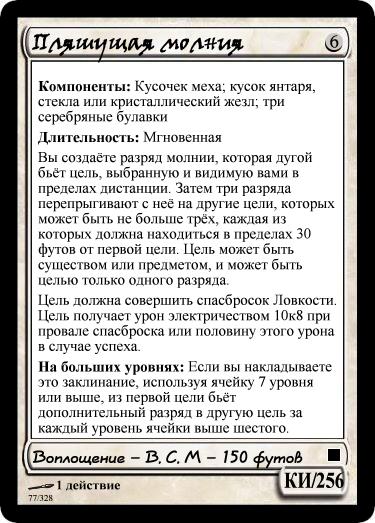 Пляшущая молния
6
Компоненты: Кусочек меха; кусок янтаря,
стекла или кристаллический жезл; три
серебряные булавки
Длительность: Мгновенная
Вы создаёте разряд молнии, которая дугой
бьёт цель, выбранную и видимую вами в
пределах дистанции. Затем три разряда
перепрыгивают с неё на другие цели, которых
может быть не больше трёх, каждая из
которых должна находиться в пределах 30
футов от первой цели. Цель может быть
существом или предметом, и может быть
целью только одного разряда.
Цель должна совершить спасбросок Ловкости.
Цель получает урон электричеством 10к8 при
провале спасброска или половину этого урона
в случае успеха.
На больших уровнях: Если вы накладываете
это заклинание, используя ячейку 7 уровня
или выше, из первой цели бьёт
дополнительный разряд в другую цель за
каждый уровень ячейки выше шестого.
Воплощение – В, С, М – 150 футов
КИ/256
1 действие
77/328